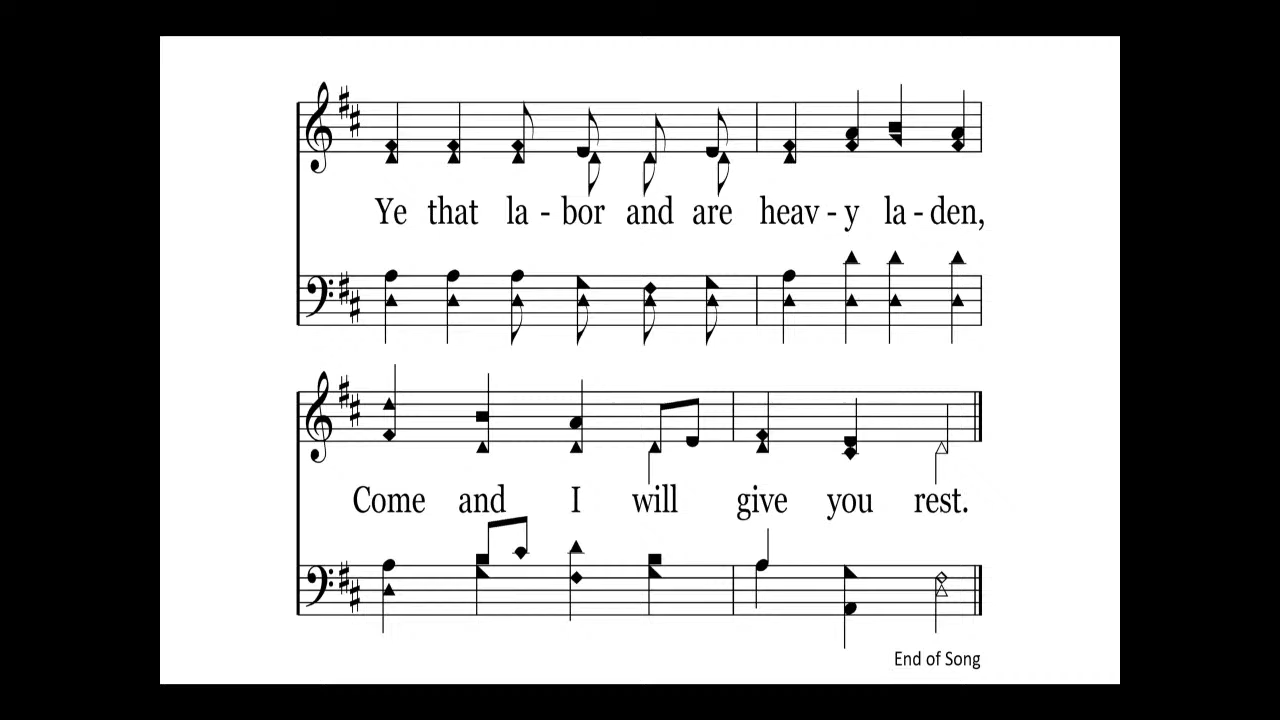 Ye that la - bor and are heav - y la - den,
Come and I will give you rest.
End of Song